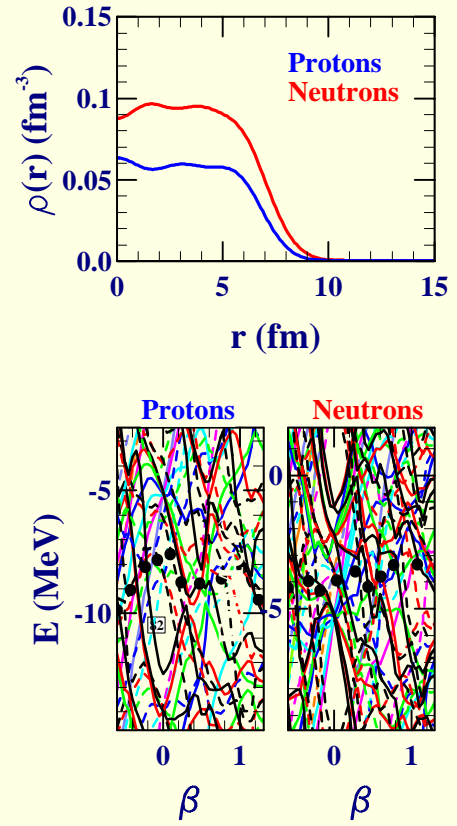 0.15
0.1
0.05
0.0
ρ(r) (fm-3)
Protons
Neutrons
0 5 10 15
r (fm)
Protons Neutrons
-5
-10
E (MeV)
0
-5
0 1 0 1
β β